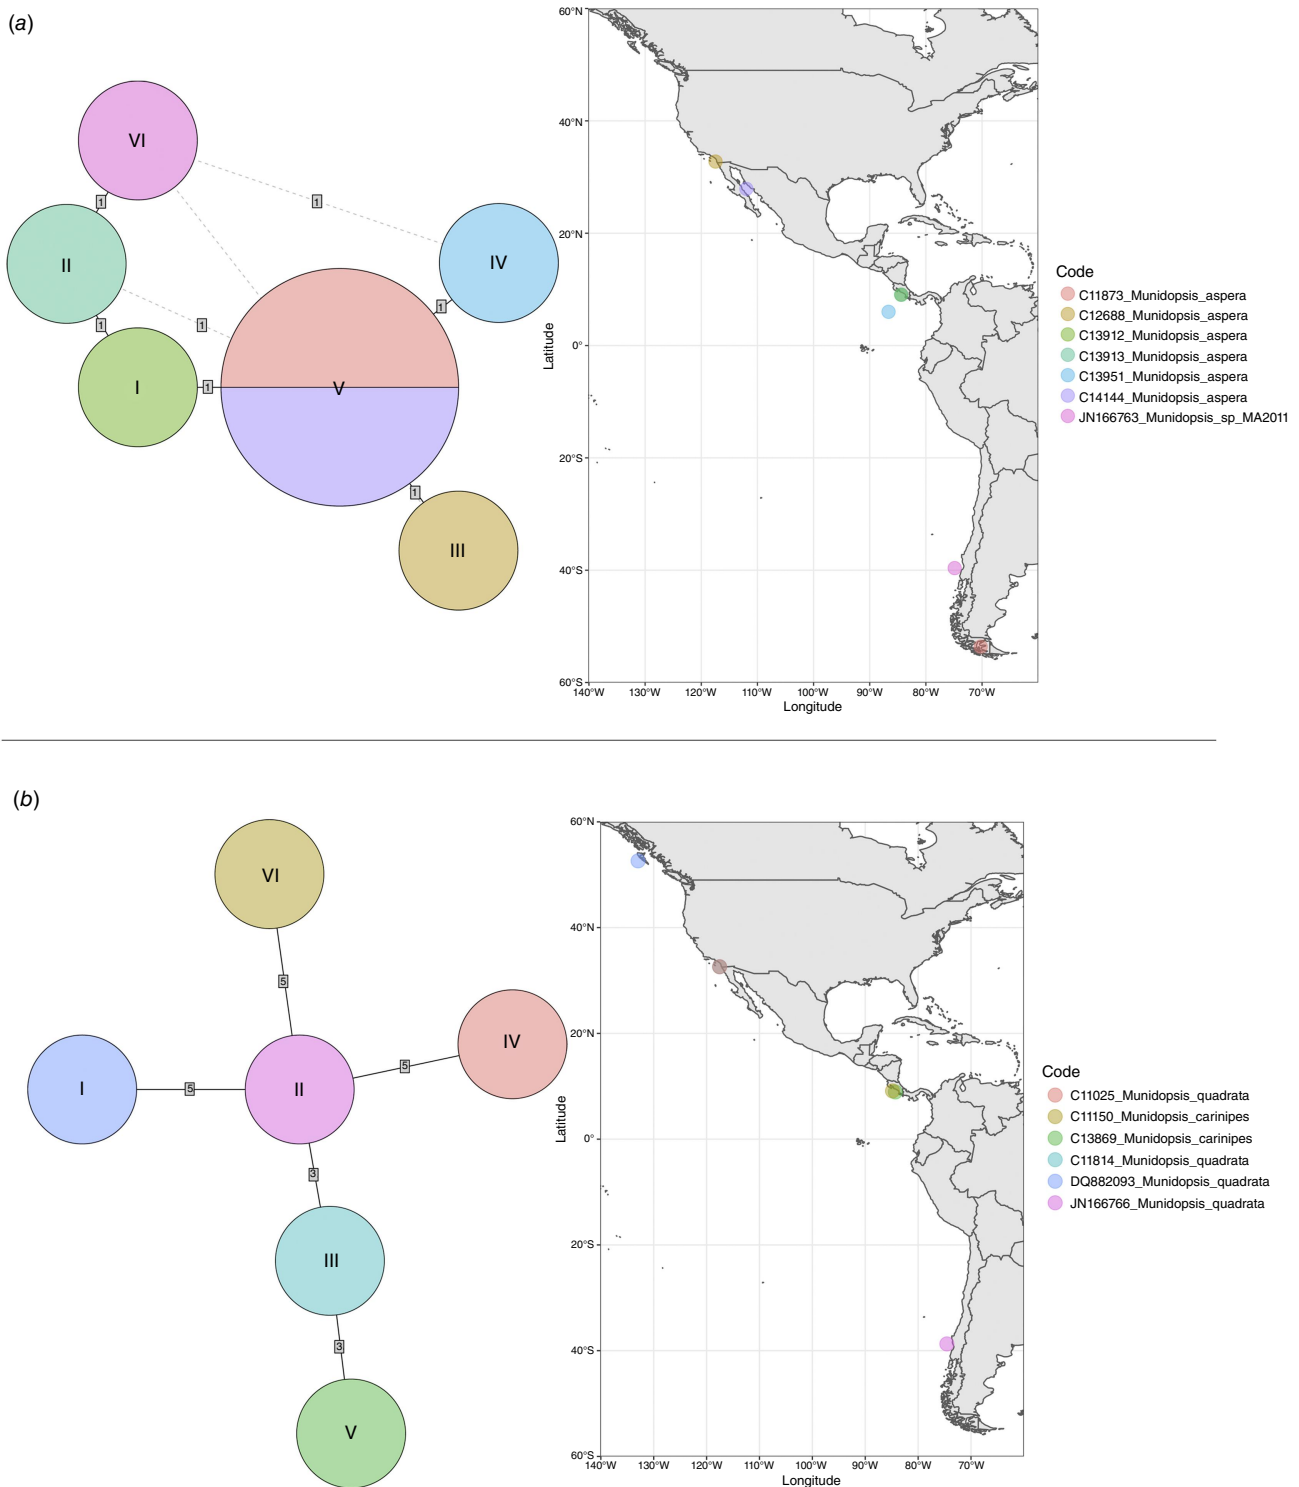 (a)
VI
II
I
V
IV
III
1
1
1
1
1
1
1
60°N
40°N
20°N
0°
20°S
40°S
60°S
Latitude
140°W 130°W 120°W 110°W 100°W 90°W 80°W 70°W
Longitude
Code
C11873_Munidopsis_aspera
C12688_Munidopsis_aspera
C13912_Munidopsis_aspera
C13913_Munidopsis_aspera
C13951_Munidopsis_aspera
C14144_Munidopsis_aspera
JN166763_Munidopsis_sp_MA2011
(b)
VI
5
I
5
II
5
IV
3
III
3
V
60°N
40°N
20°N
0°
20°S
40°S
60°S
Latitude
140°W 130°W 120°W 110°W 100°W 90°W 80°W 70°W
Longitude
Code
C11025_Munidopsis_quadrata
C11150_Munidopsis_carinipes
C13869_Munidopsis_carinipes
C11814_Munidopsis_quadrata
DQ882093_Munidopsis_quadrata
JN166766_Munidopsis_quadrata